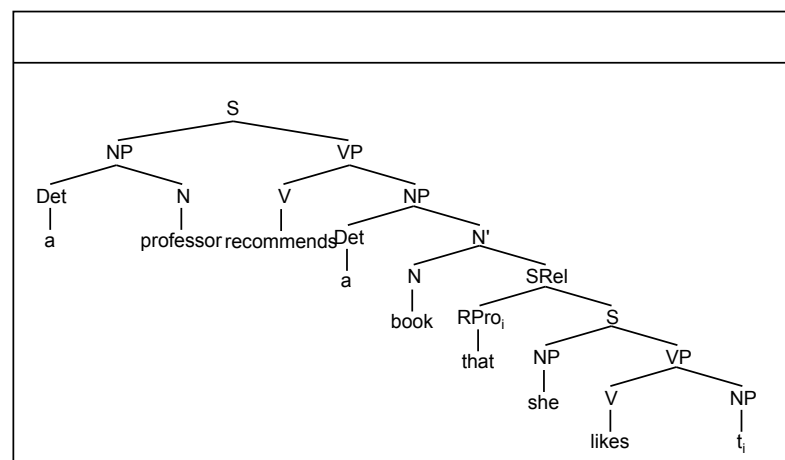 S
NP VP
Det N V NP
a professor recommends Det N'
a N SRel
book RProᵢ S
that NP VP
she V NP
likes tᵢ